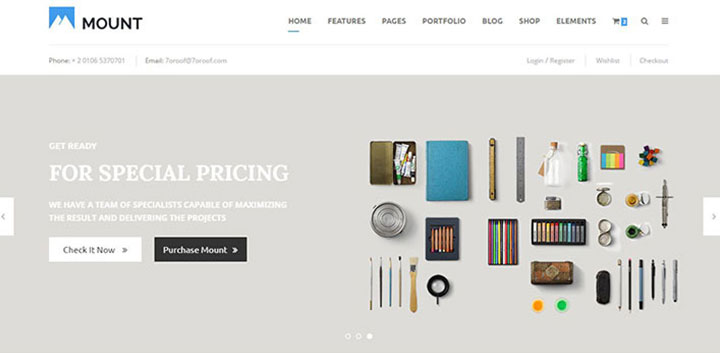 MOUNT
HOME FEATURES PAGES PORTFOLIO BLOG SHOP ELEMENTS 3
Phone: + 2 0106 5370701 Email: 7oroof@7oroof.com Login / Register Wishlist Checkout
GET READY
FOR SPECIAL PRICING
WE HAVE A TEAM OF SPECIALISTS CAPABLE OF MAXIMIZING
THE RESULT AND DELIVERING THE PROJECTS
Check It Now » Purchase Mount »